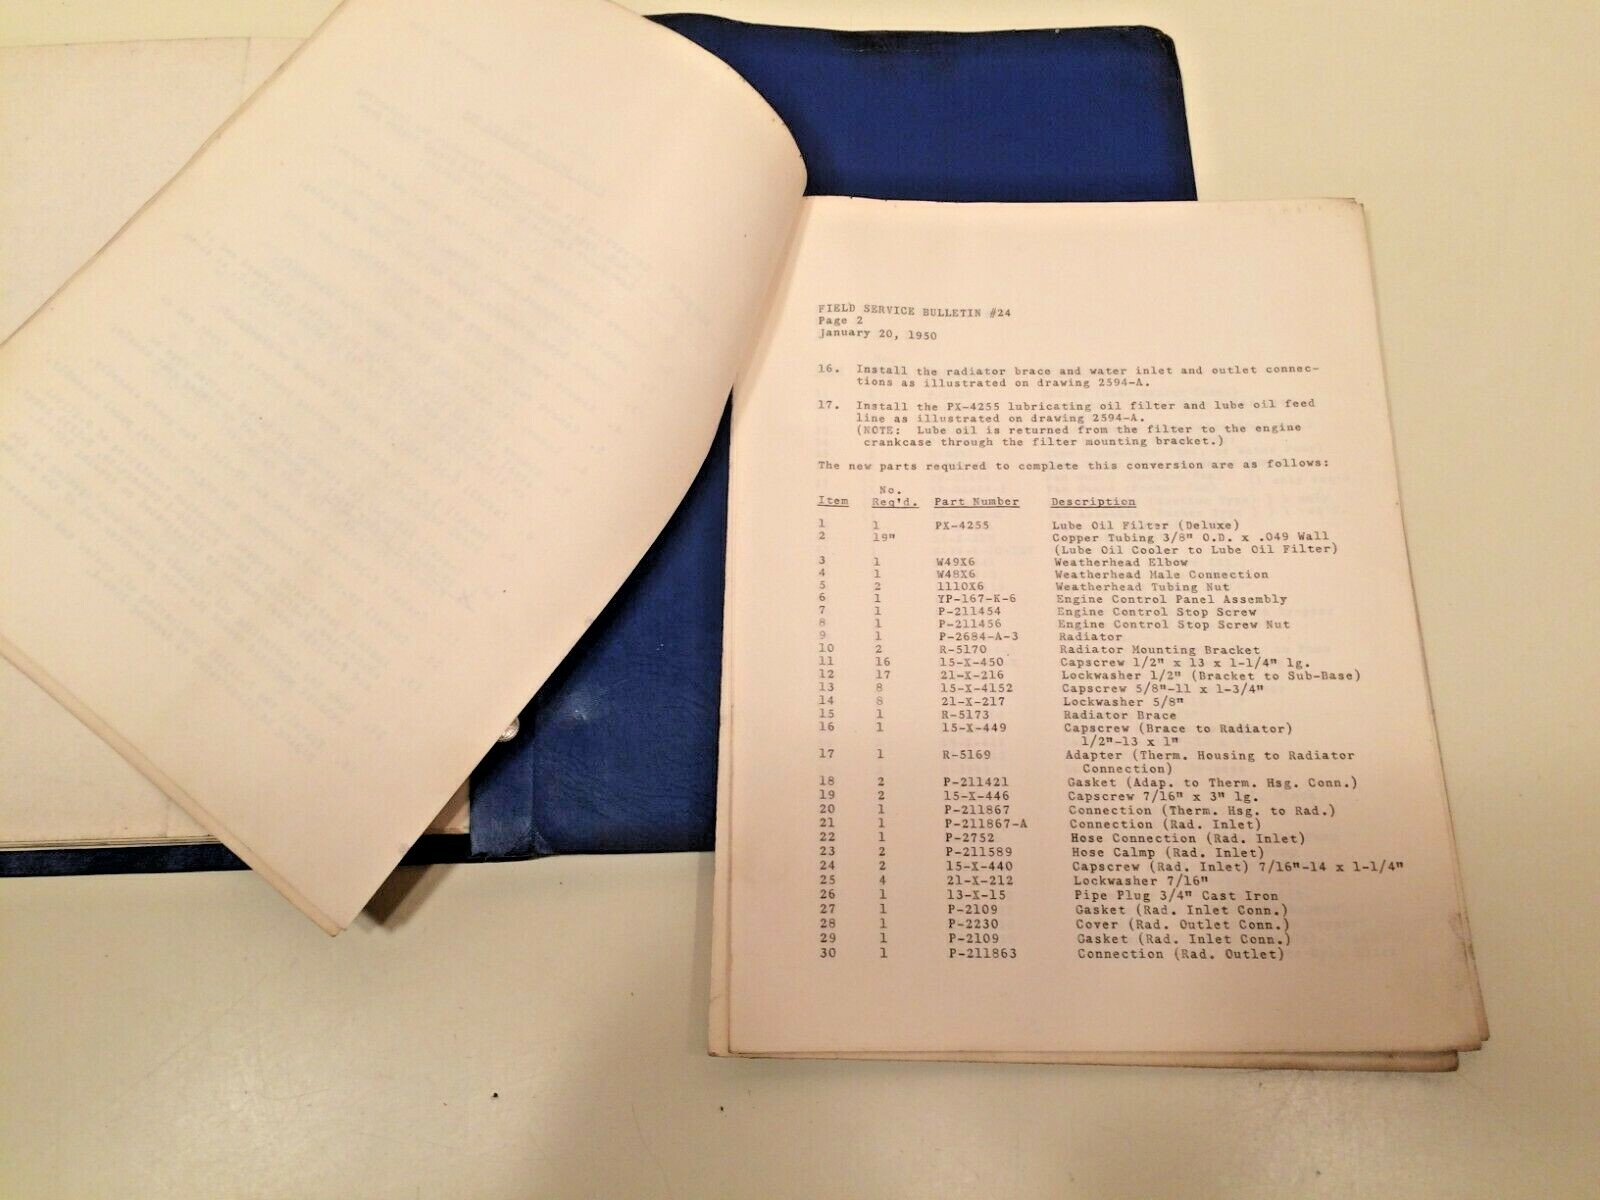 FIELD SERVICE BULLETIN #24
Page 2
January 20, 1950
16. Install the radiator brace and water inlet and outlet connec-
tions as illustrated on drawing 2594-A.
17. Install the PX-4255 lubricating oil filter and lube oil feed
line as illustrated on drawing 2594-A.
(NOTE: Lube oil is returned from the filter to the engine
crankcase through the filter mounting bracket.)
The new parts required to complete this conversion are as follows:
No.
Item Req'd. Part Number Description
1 1 PX-4255 Lube Oil Filter (Deluxe)
2 19" Copper Tubing 3/8" O.D. x .049 Wall
(Lube Oil Cooler to Lube Oil Filter)
3 1 W49X6 Weatherhead Elbow
4 1 W48X6 Weatherhead Male Connection
5 2 1110X6 Weatherhead Tubing Nut
6 1 YP-167-K-6 Engine Control Panel Assembly
7 1 P-211454 Engine Control Stop Screw
8 1 P-211456 Engine Control Stop Screw Nut
9 1 P-2684-A-3 Radiator
10 2 R-5170 Radiator Mounting Bracket
11 16 15-X-450 Capscrew 1/2" x 13 x 1-1/4" lg.
12 17 21-X-216 Lockwasher 1/2" (Bracket to Sub-Base)
13 8 15-X-4152 Capscrew 5/8"-11 x 1-3/4"
14 8 21-X-217 Lockwasher 5/8"
15 1 R-5173 Radiator Brace
16 1 15-X-449 Capscrew (Brace to Radiator)
1/2"-13 x 1"
17 1 R-5169 Adapter (Therm. Housing to Radiator
Connection)
18 2 P-211421 Gasket (Adap. to Therm. Hsg. Conn.)
19 2 15-X-446 Capscrew 7/16" x 3" lg.
20 1 P-211867 Connection (Therm. Hsg. to Rad.)
21 1 P-211867-A Connection (Rad. Inlet)
22 1 P-2752 Hose Connection (Rad. Inlet)
23 2 P-211589 Hose Calmp (Rad. Inlet)
24 2 15-X-440 Capscrew (Rad. Inlet) 7/16"-14 x 1-1/4"
25 4 21-X-212 Lockwasher 7/16"
26 1 13-X-15 Pipe Plug 3/4" Cast Iron
27 1 P-2109 Gasket (Rad. Inlet Conn.)
28 1 P-2230 Cover (Rad. Outlet Conn.)
29 1 P-2109 Gasket (Rad. Inlet Conn.)
30 1 P-211863 Connection (Rad. Outlet)